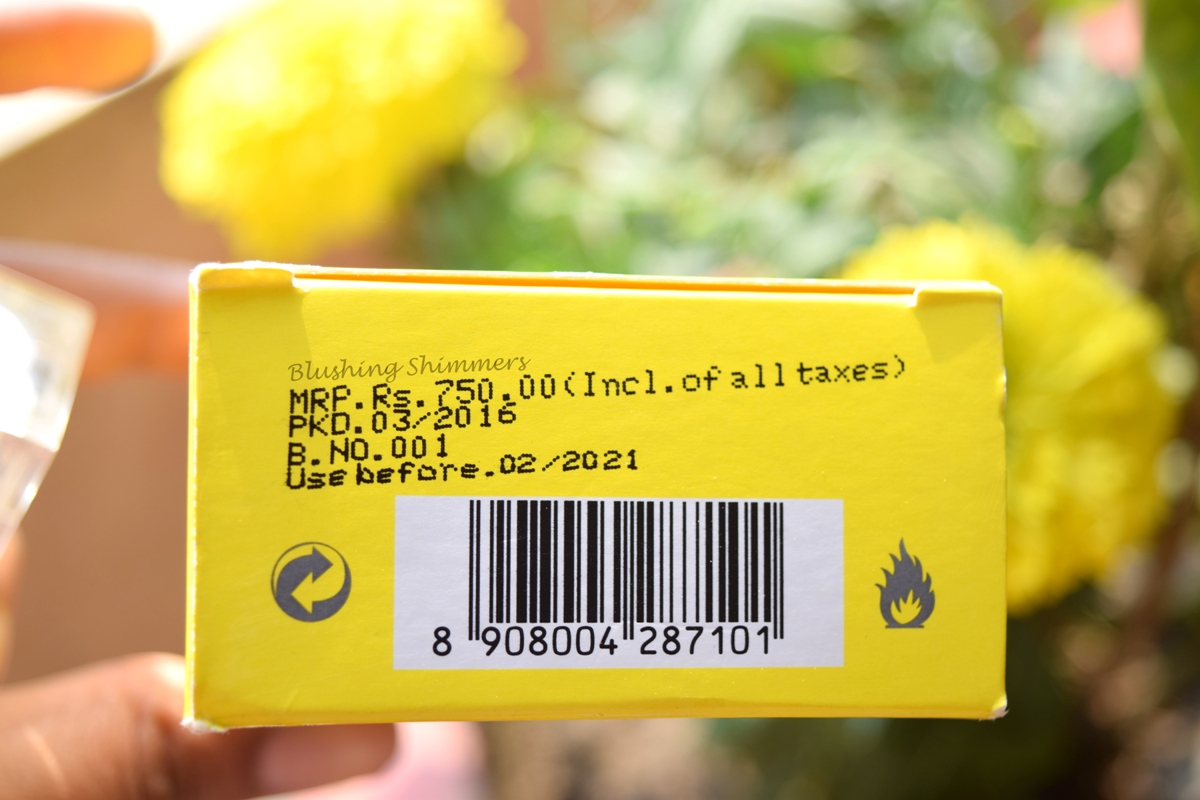 Blushing Shimmers
MRP.Rs.750.00(Incl.of all taxes)
PKD.03/2016
B.NO.001
Use before.02/2021
8 908004 287101